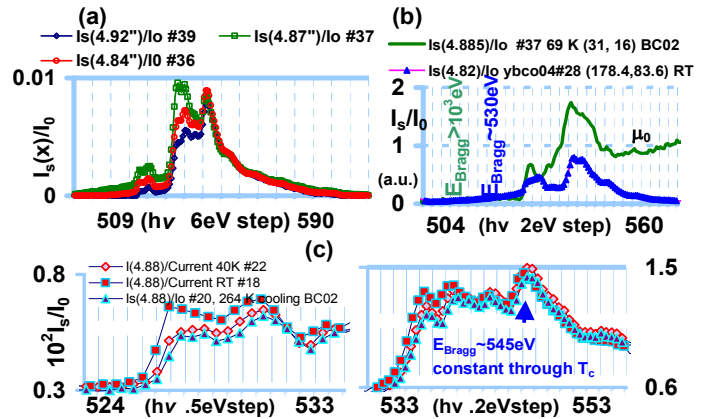 (a)
Is(4.92")/Io #39
Is(4.87")/Io #37
Is(4.84")/I0 #36
0.01
Is(x)/I0
0
509 (hν 6eV step) 590
(b)
Is(4.885)/Io #37 69 K (31, 16) BC02
Is(4.82)/Io ybco04#28 (178.4,83.6) RT
2
Is/I0
1
(a.u.)
0
EBragg>10³eV
EBragg~530eV
μ0
504 (hν 2eV step) 560
(c)
I(4.88)/Current 40K #22
I(4.88)/Current RT #18
Is(4.88)/Io #20, 264 K cooling BC02
0.8
10²Is/I0
0.3
524 (hν .5eVstep) 533
1.5
EBragg~545eV
constant through Tc
0.6
533 (hν .2eVstep) 553